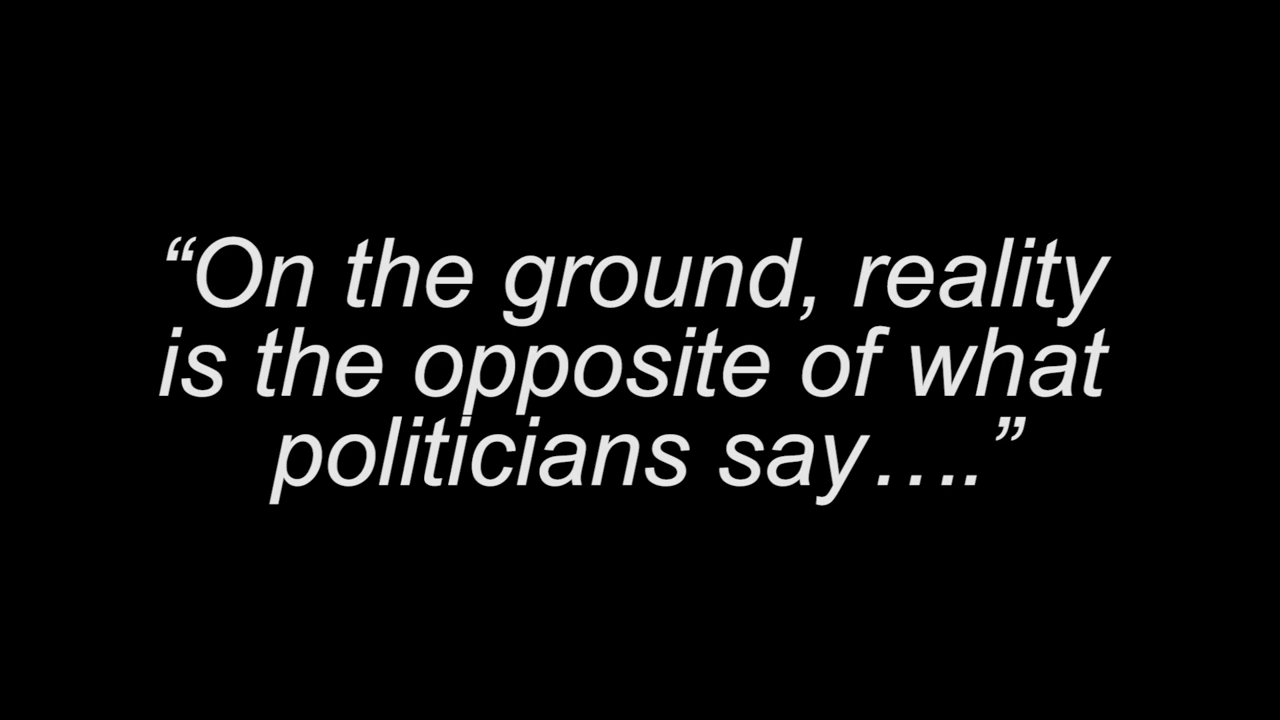 “On the ground, reality
is the opposite of what
politicians say….”